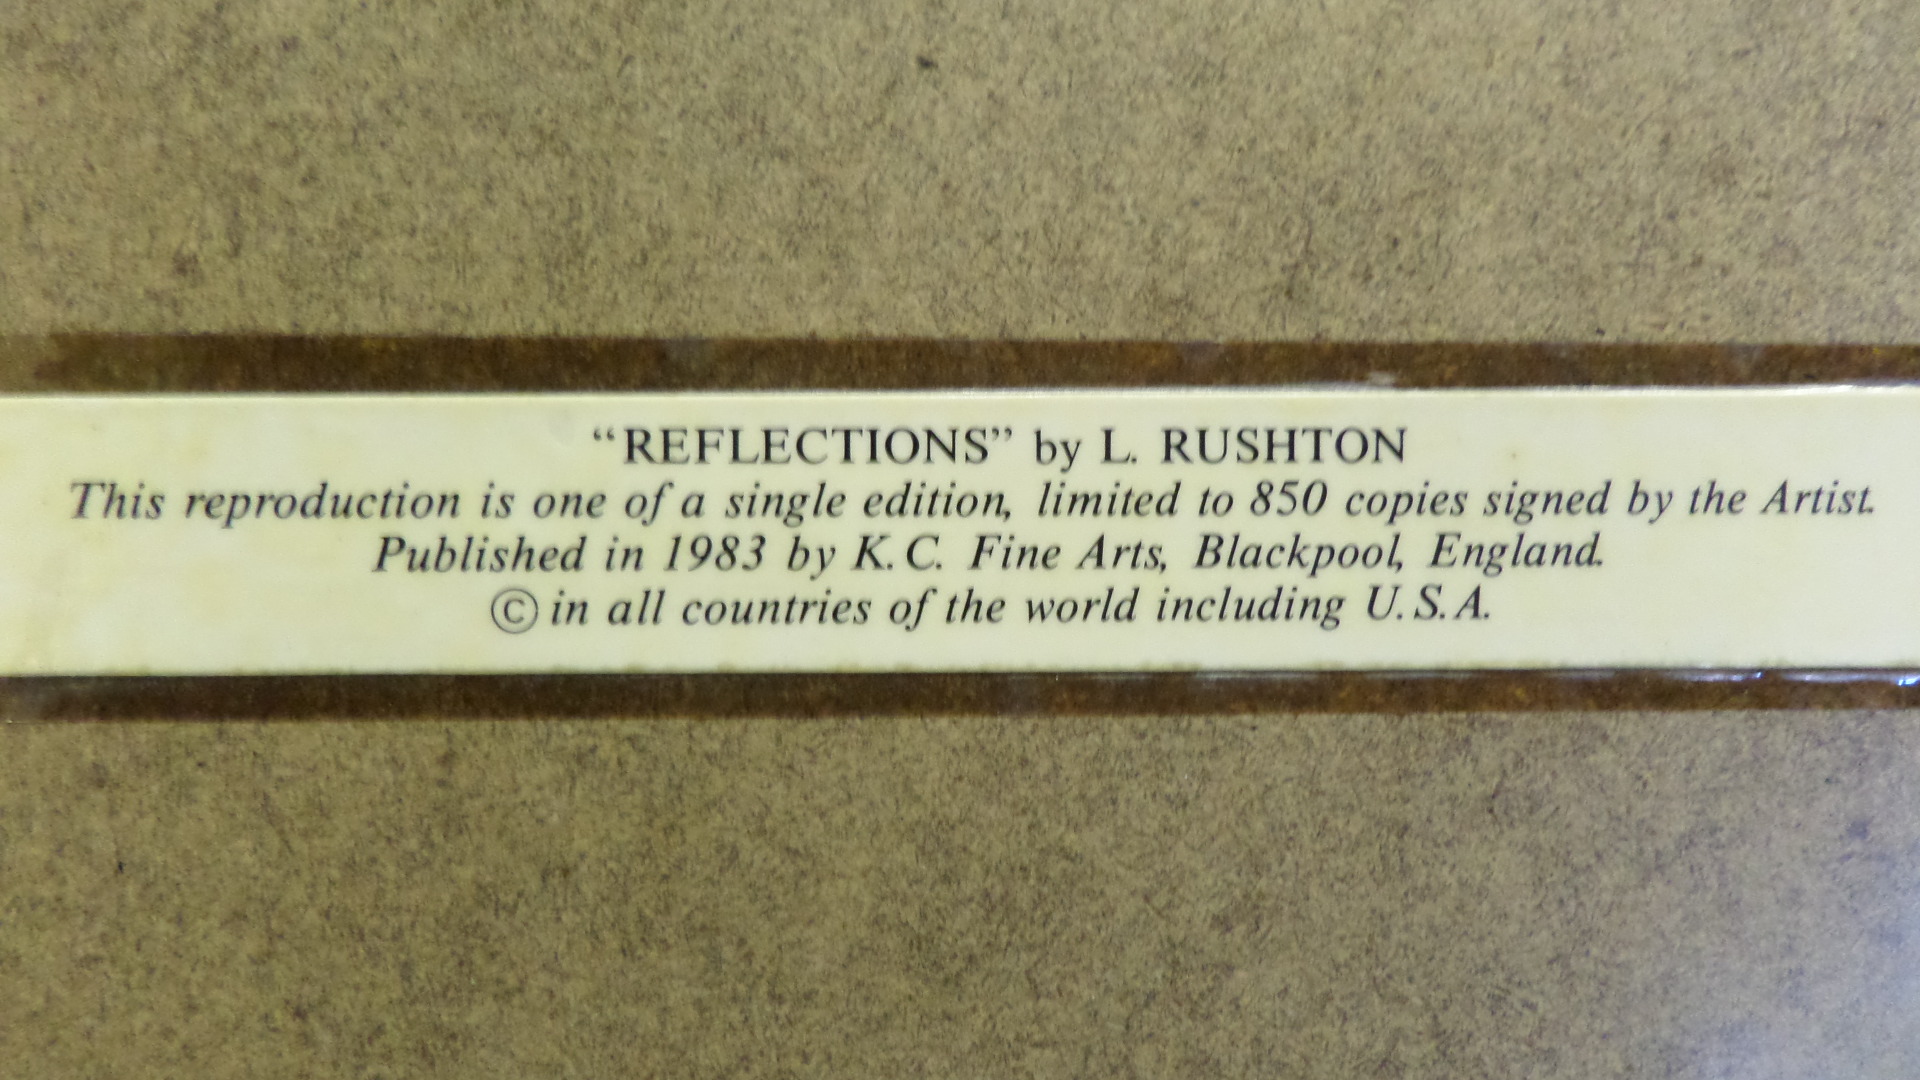 “REFLECTIONS” by L. RUSHTON
This reproduction is one of a single edition, limited to 850 copies signed by the Artist.
Published in 1983 by K. C. Fine Arts, Blackpool, England.
© in all countries of the world including U. S. A.